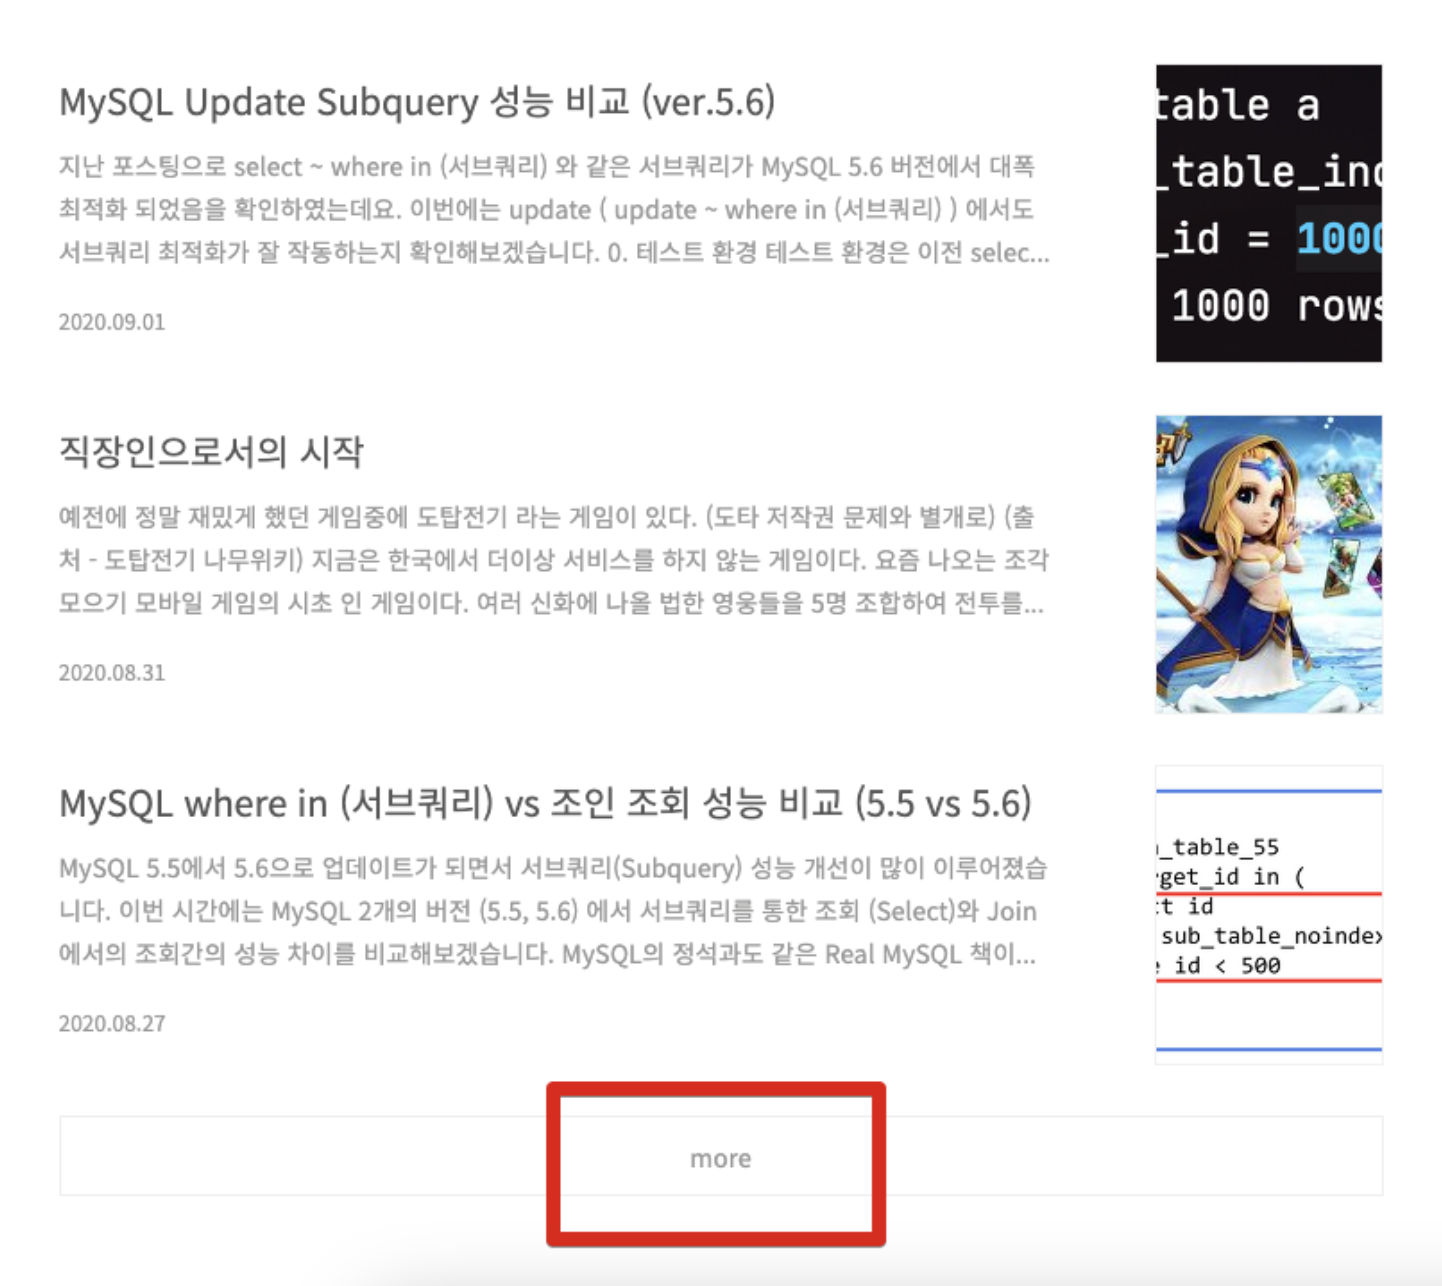 MySQL Update Subquery 성능 비교 (ver.5.6)
지난 포스팅으로 select ~ where in (서브쿼리) 와 같은 서브쿼리가 MySQL 5.6 버전에서 대폭
최적화 되었음을 확인하였는데요. 이번에는 update ( update ~ where in (서브쿼리) ) 에서도
서브쿼리 최적화가 잘 작동하는지 확인해보겠습니다. 0. 테스트 환경 테스트 환경은 이전 selec...
2020.09.01
table a
_table_inc
_id = 1000
1000 rows
직장인으로서의 시작
예전에 정말 재밌게 했던 게임중에 도탑전기 라는 게임이 있다. (도타 저작권 문제와 별개로) (출
처 - 도탑전기 나무위키) 지금은 한국에서 더이상 서비스를 하지 않는 게임이다. 요즘 나오는 조각
모으기 모바일 게임의 시초 인 게임이다. 여러 신화에 나올 법한 영웅들을 5명 조합하여 전투를...
2020.08.31
MySQL where in (서브쿼리) vs 조인 조회 성능 비교 (5.5 vs 5.6)
MySQL 5.5에서 5.6으로 업데이트가 되면서 서브쿼리(Subquery) 성능 개선이 많이 이루어졌습
니다. 이번 시간에는 MySQL 2개의 버전 (5.5, 5.6) 에서 서브쿼리를 통한 조회 (Select)와 Join
에서의 조회간의 성능 차이를 비교해보겠습니다. MySQL의 정석과도 같은 Real MySQL 책이...
2020.08.27
_table_55
get_id in (
t id
sub_table_noindex
id < 500
more